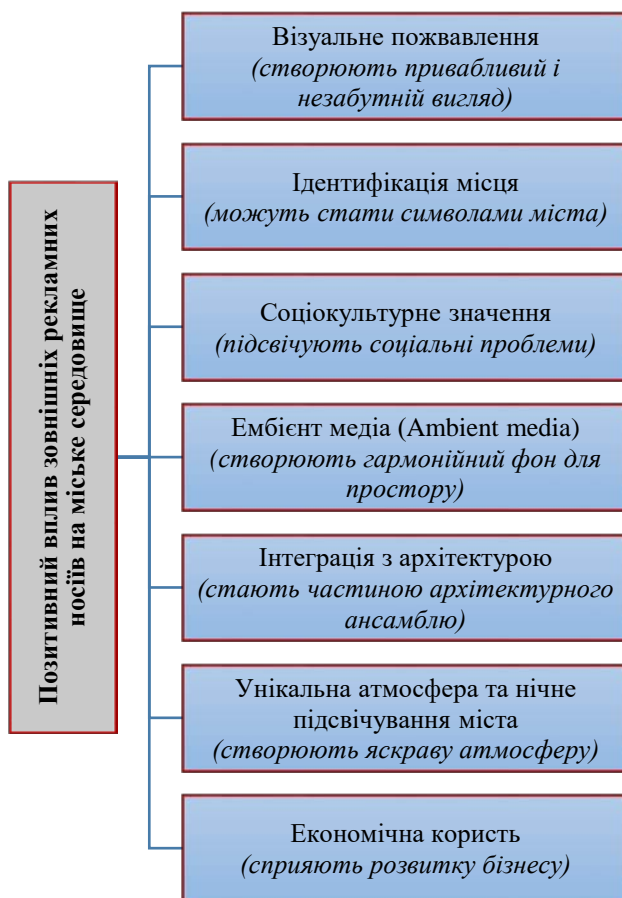 Позитивний вплив зовнішніх рекламних
носіїв на міське середовище
Візуальне пожвавлення
(створюють привабливий і
незабутній вигляд)
Ідентифікація місця
(можуть стати символами міста)
Соціокультурне значення
(підсвічують соціальні проблеми)
Ембієнт медіа (Ambient media)
(створюють гармонійний фон для
простору)
Інтеграція з архітектурою
(стають частиною архітектурного
ансамблю)
Унікальна атмосфера та нічне
підсвічування міста
(створюють яскраву атмосферу)
Економічна користь
(сприяють розвитку бізнесу)